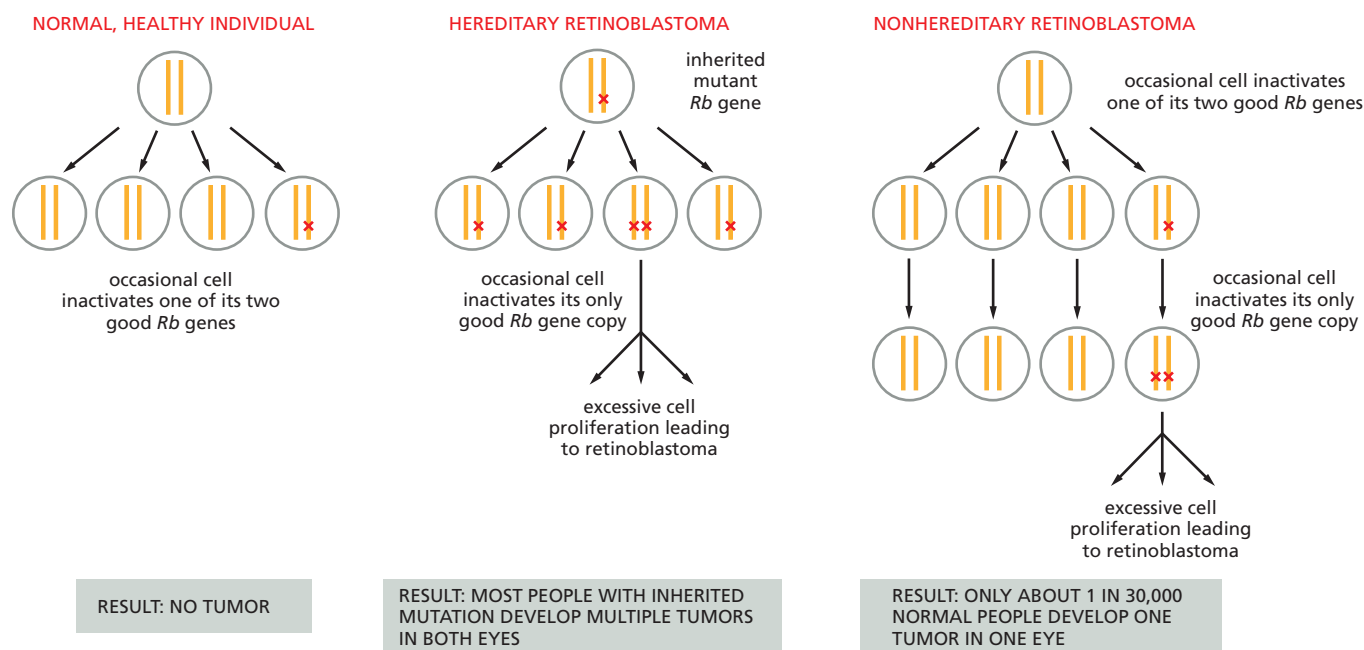 NORMAL, HEALTHY INDIVIDUAL
occasional cell
inactivates one of its two
good Rb genes
RESULT: NO TUMOR
HEREDITARY RETINOBLASTOMA
inherited
mutant
Rb gene
occasional cell
inactivates its only
good Rb gene copy
excessive cell
proliferation leading
to retinoblastoma
RESULT: MOST PEOPLE WITH INHERITED
MUTATION DEVELOP MULTIPLE TUMORS
IN BOTH EYES
NONHEREDITARY RETINOBLASTOMA
occasional cell inactivates
one of its two good Rb genes
occasional cell
inactivates its only
good Rb gene copy
excessive cell
proliferation leading
to retinoblastoma
RESULT: ONLY ABOUT 1 IN 30,000
NORMAL PEOPLE DEVELOP ONE
TUMOR IN ONE EYE